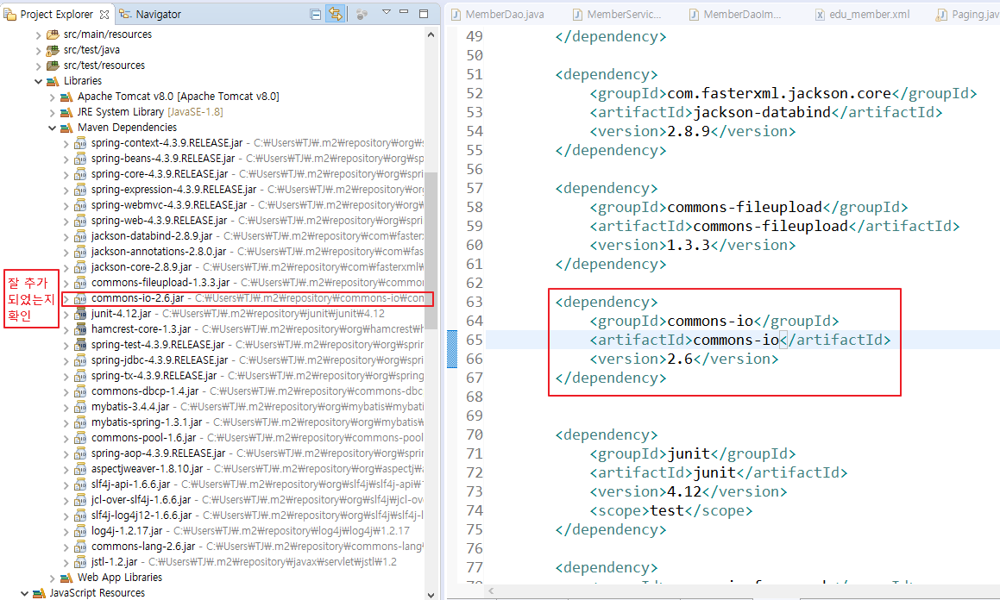 Project Explorer
Navigator
src/main/resources
src/test/java
src/test/resources
Libraries
Apache Tomcat v8.0 [Apache Tomcat v8.0]
JRE System Library [JavaSE-1.8]
Maven Dependencies
spring-context-4.3.9.RELEASE.jar - C:₩Users₩TJ₩.m2₩repository₩org₩s
spring-beans-4.3.9.RELEASE.jar - C:₩Users₩TJ₩.m2₩repository₩org₩sp
spring-core-4.3.9.RELEASE.jar - C:₩Users₩TJ₩.m2₩repository₩org₩spri
spring-expression-4.3.9.RELEASE.jar - C:₩Users₩TJ₩.m2₩repository₩org
spring-webmvc-4.3.9.RELEASE.jar - C:₩Users₩TJ₩.m2₩repository₩org₩
spring-web-4.3.9.RELEASE.jar - C:₩Users₩TJ₩.m2₩repository₩org₩spri
jackson-databind-2.8.9.jar - C:₩Users₩TJ₩.m2₩repository₩com₩faster
jackson-annotations-2.8.0.jar - C:₩Users₩TJ₩.m2₩repository₩com₩fas
jackson-core-2.8.9.jar - C:₩Users₩TJ₩.m2₩repository₩com₩fasterxml₩
commons-fileupload-1.3.3.jar - C:₩Users₩TJ₩.m2₩repository₩commo
잘 추가
되었는지
확인
commons-io-2.6.jar - C:₩Users₩TJ₩.m2₩repository₩commons-io₩com
junit-4.12.jar - C:₩Users₩TJ₩.m2₩repository₩junit₩junit₩4.12
hamcrest-core-1.3.jar - C:₩Users₩TJ₩.m2₩repository₩org₩hamcrest₩h
spring-test-4.3.9.RELEASE.jar - C:₩Users₩TJ₩.m2₩repository₩org₩spri
spring-jdbc-4.3.9.RELEASE.jar - C:₩Users₩TJ₩.m2₩repository₩org₩spri
spring-tx-4.3.9.RELEASE.jar - C:₩Users₩TJ₩.m2₩repository₩org₩spring
commons-dbcp-1.4.jar - C:₩Users₩TJ₩.m2₩repository₩commons-dbc
mybatis-3.4.4.jar - C:₩Users₩TJ₩.m2₩repository₩org₩mybatis₩mybati
mybatis-spring-1.3.1.jar - C:₩Users₩TJ₩.m2₩repository₩org₩mybatis₩
commons-pool-1.6.jar - C:₩Users₩TJ₩.m2₩repository₩commons-pool
spring-aop-4.3.9.RELEASE.jar - C:₩Users₩TJ₩.m2₩repository₩org₩sprir
aspectjweaver-1.8.10.jar - C:₩Users₩TJ₩.m2₩repository₩org₩aspectj₩a
slf4j-api-1.6.6.jar - C:₩Users₩TJ₩.m2₩repository₩org₩slf4j₩slf4j-api₩1
jcl-over-slf4j-1.6.6.jar - C:₩Users₩TJ₩.m2₩repository₩org₩slf4j₩jcl-ov
slf4j-log4j12-1.6.6.jar - C:₩Users₩TJ₩.m2₩repository₩org₩slf4j₩slf4j-l
log4j-1.2.17.jar - C:₩Users₩TJ₩.m2₩repository₩log4j₩log4j₩1.2.17
commons-lang-2.6.jar - C:₩Users₩TJ₩.m2₩repository₩commons-lang₩
jstl-1.2.jar - C:₩Users₩TJ₩.m2₩repository₩javax₩servlet₩jstl₩1.2
Web App Libraries
JavaScript Resources
MemberDao.java
MemberServic...
MemberDaoIm...
edu_member.xml
Paging.jav
49 </dependency>
50
51 <dependency>
52 <groupId>com.fasterxml.jackson.core</groupId>
53 <artifactId>jackson-databind</artifactId>
54 <version>2.8.9</version>
55 </dependency>
56
57 <dependency>
58 <groupId>commons-fileupload</groupId>
59 <artifactId>commons-fileupload</artifactId>
60 <version>1.3.3</version>
61 </dependency>
62
63 <dependency>
64 <groupId>commons-io</groupId>
65 <artifactId>commons-io</artifactId>
66 <version>2.6</version>
67 </dependency>
68
69
70 <dependency>
71 <groupId>junit</groupId>
72 <artifactId>junit</artifactId>
73 <version>4.12</version>
74 <scope>test</scope>
75 </dependency>
76
77 <dependency>